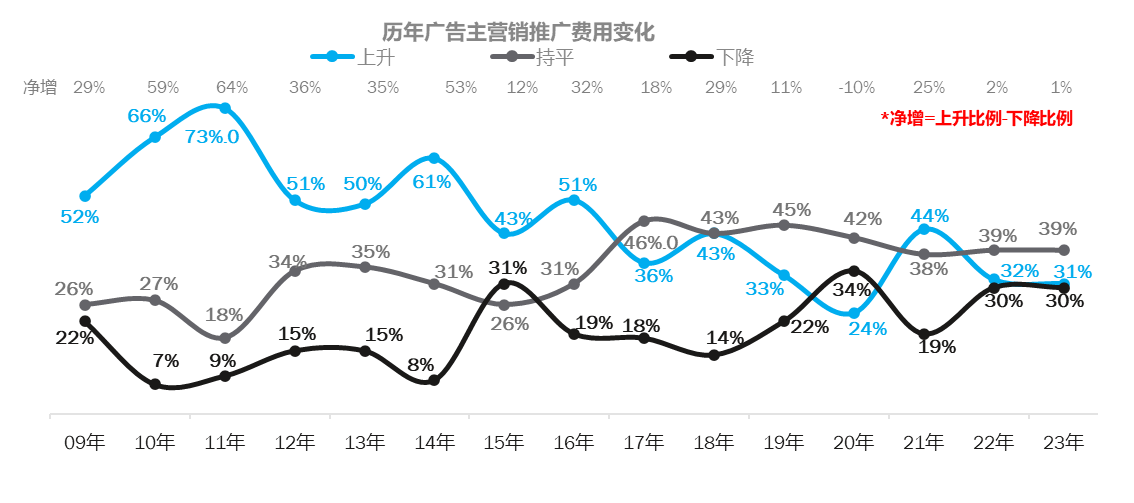 历年广告主营销推广费用变化
上升 持平 下降
净增 29% 59% 64% 36% 35% 53% 12% 32% 18% 29% 11% -10% 25% 2% 1%
*净增=上升比例-下降比例
52% 66% 73%.0 51% 50% 61% 43% 51% 36% 43% 33% 24% 44% 32% 31%
26% 27% 18% 34% 35% 31% 26% 31% 46%.0 43% 45% 42% 38% 39% 39%
22% 7% 9% 15% 15% 8% 31% 19% 18% 14% 22% 34% 19% 30% 30%
09年 10年 11年 12年 13年 14年 15年 16年 17年 18年 19年 20年 21年 22年 23年